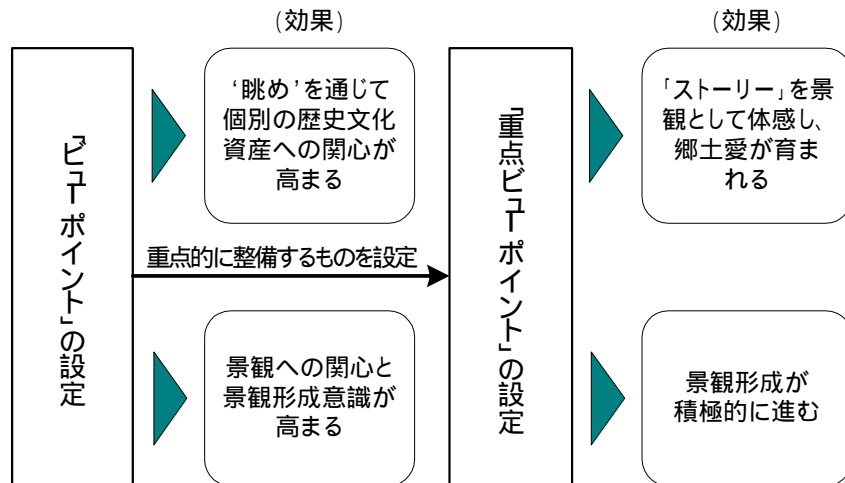 (効果)
(効果)
「ビューポイント」の設定
‘眺め’を通じて
個別の歴史文化
資産への関心が
高まる
景観への関心と
景観形成意識が
高まる
重点的に整備するものを設定
「重点ビューポイント」の設定
「ストーリー」を景
観として体感し、
郷土愛が育ま
れる
景観形成が
積極的に進む